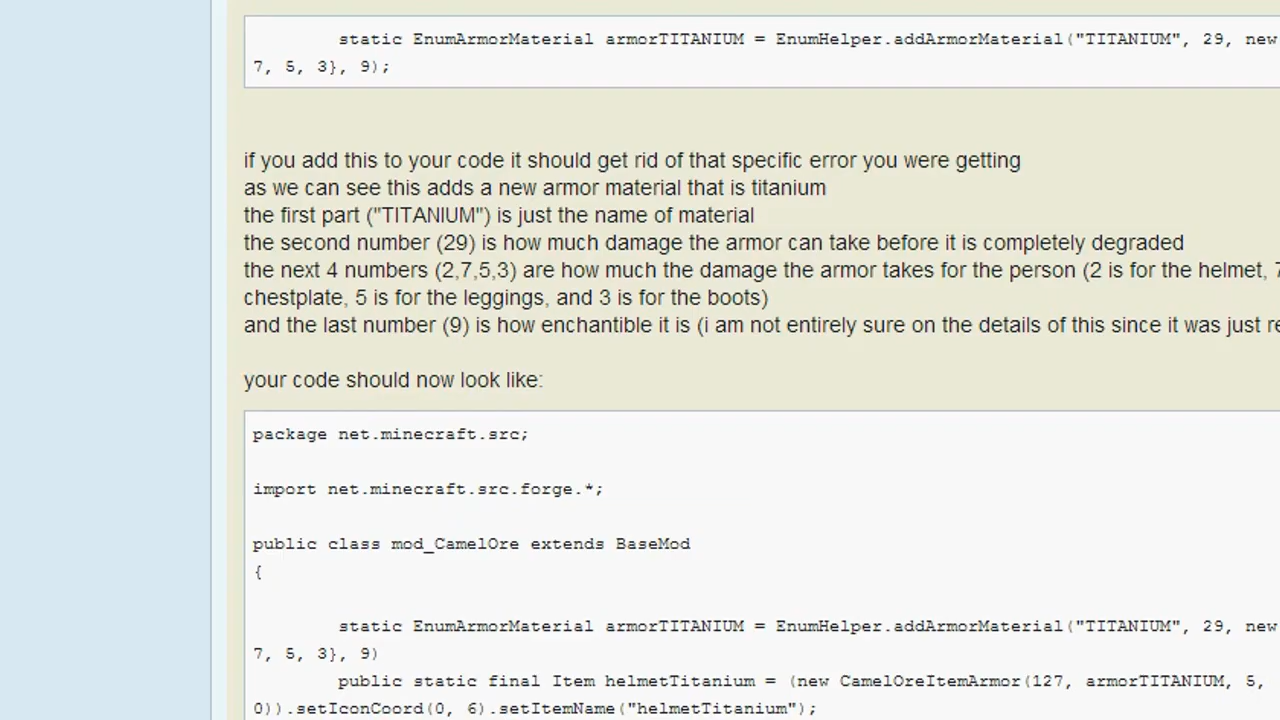 static EnumArmorMaterial armorTITANIUM = EnumHelper.addArmorMaterial("TITANIUM", 29, new
7, 5, 3}, 9);
if you add this to your code it should get rid of that specific error you were getting
as we can see this adds a new armor material that is titanium
the first part ("TITANIUM") is just the name of material
the second number (29) is how much damage the armor can take before it is completely degraded
the next 4 numbers (2,7,5,3) are how much the damage the armor takes for the person (2 is for the helmet, 7
chestplate, 5 is for the leggings, and 3 is for the boots)
and the last number (9) is how enchantible it is (i am not entirely sure on the details of this since it was just re
your code should now look like:
package net.minecraft.src;
import net.minecraft.src.forge.*;
public class mod_CamelOre extends BaseMod
{
static EnumArmorMaterial armorTITANIUM = EnumHelper.addArmorMaterial("TITANIUM", 29, new
7, 5, 3}, 9)
public static final Item helmetTitanium = (new CamelOreItemArmor(127, armorTITANIUM, 5,
0)).setIconCoord(0, 6).setItemName("helmetTitanium");